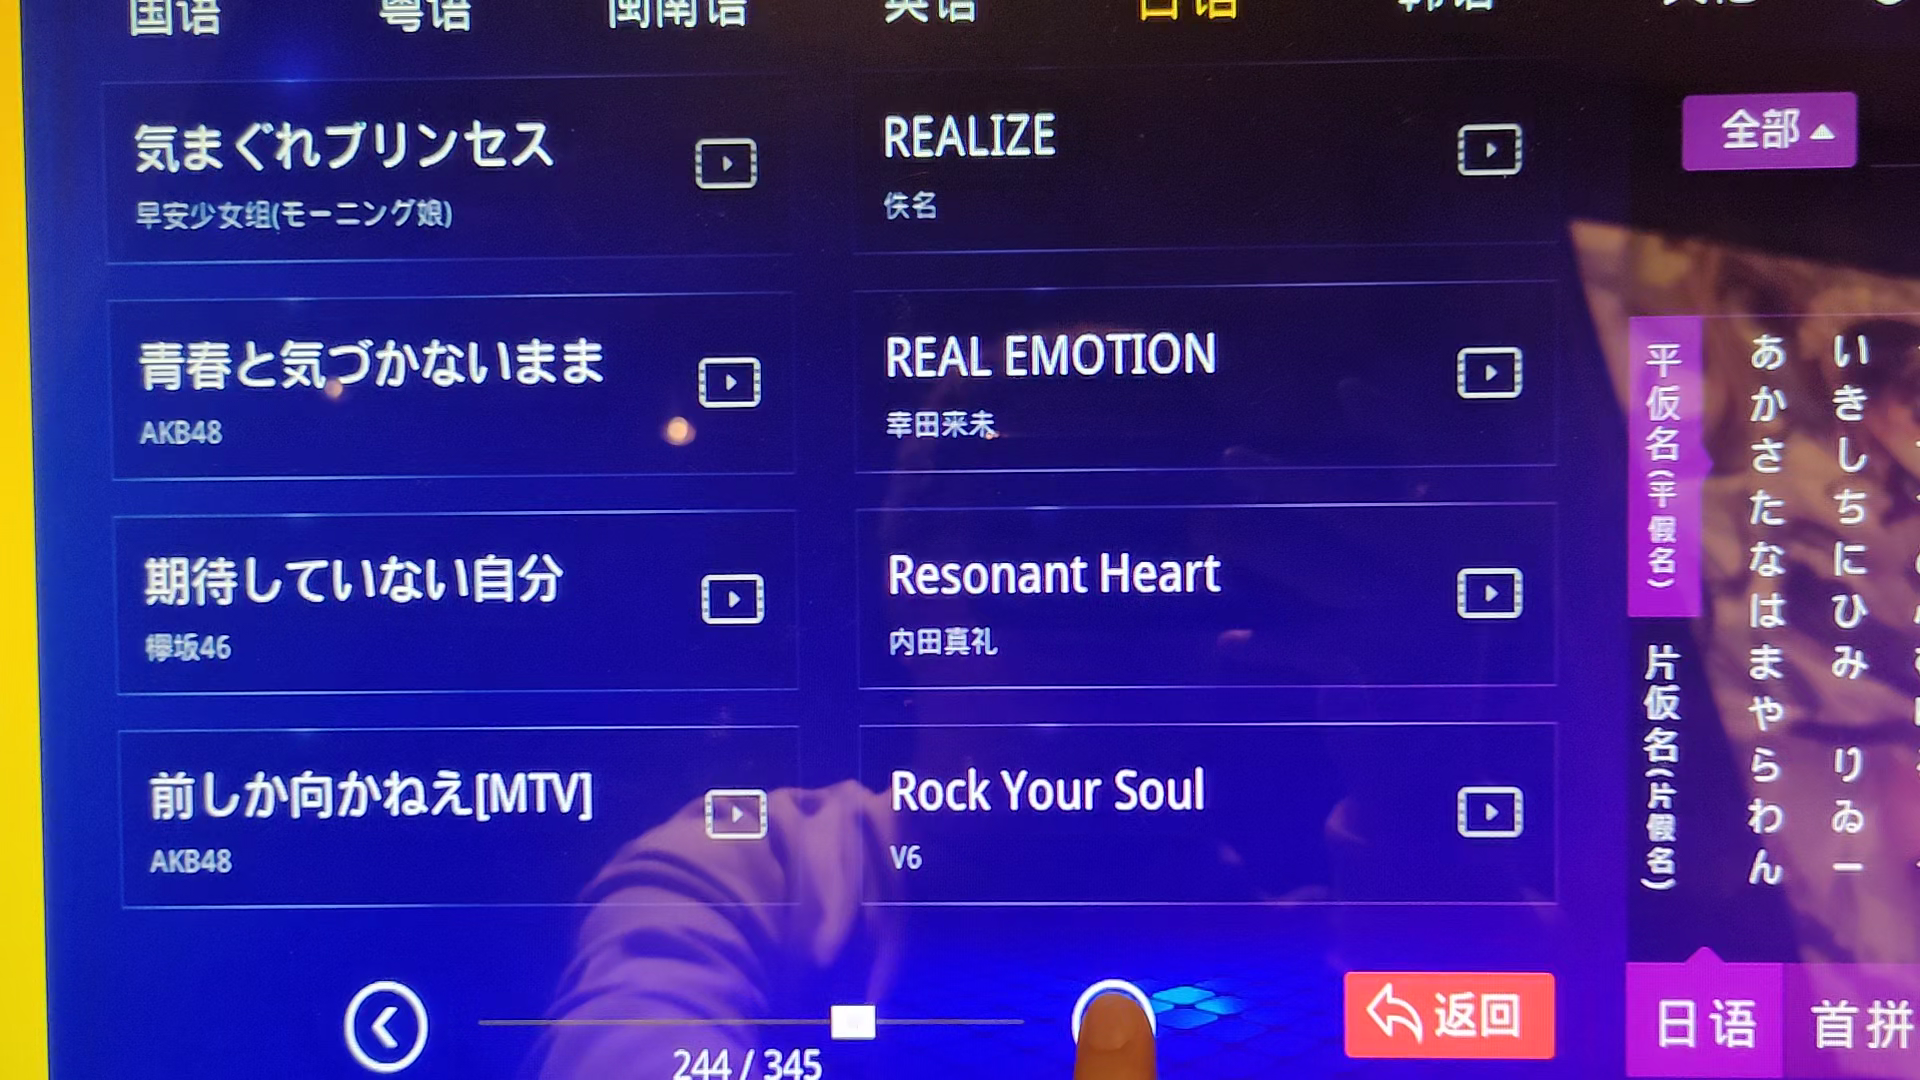 国语 粤语 闽南语 英语 日语 韩语
気まぐれプリンセス
早安少女组(モーニング娘)
REALIZE
佚名
青春と気づかないまま
AKB48
REAL EMOTION
幸田来未
期待していない自分
欅坂46
Resonant Heart
内田真礼
前しか向かねえ[MTV]
AKB48
Rock Your Soul
V6
244 / 345
返回
全部
平仮名(平假名)
片仮名(片假名)
あ い
か き
さ し
た ち
な に
は ひ
ま み
や
ら り
わ ゐ
ん ー
日语 首拼